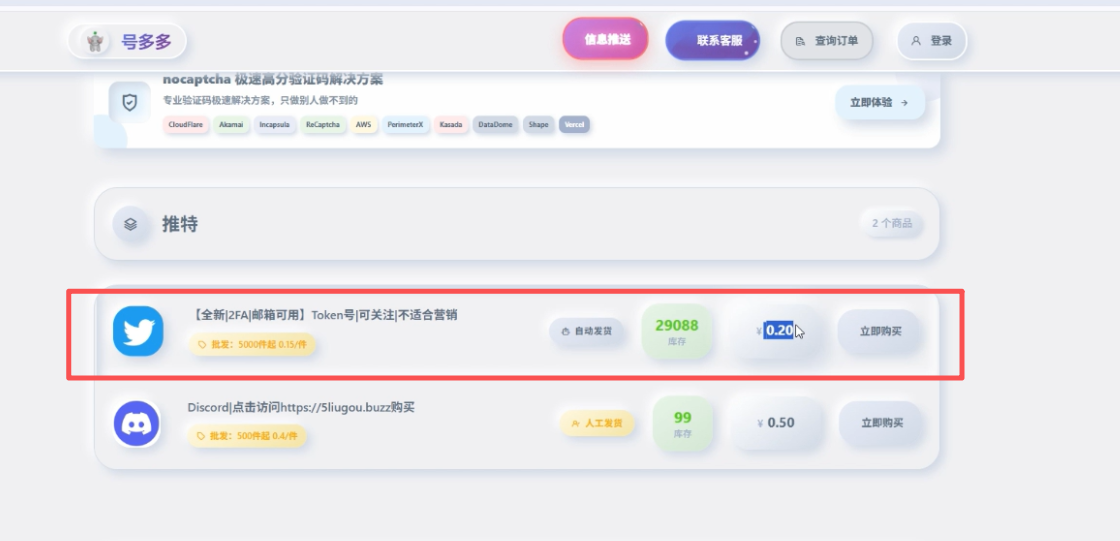 号多多
信息推送
联系客服
查询订单
登录
nocaptcha 极速高分验证码解决方案
专业验证码极速解决方案，只做别人做不到的
立即体验 →
CloudFlare Akamai Incapsula ReCaptcha AWS PerimeterX Kasada DataDome Shape Vercel
推特
2 个商品
【全新|2FA|邮箱可用】Token号|可关注|不适合营销
批发：5000件起 0.15/件
自动发货
29088
库存
¥ 0.20
立即购买
Discord|点击访问https://5liugou.buzz购买
批发：500件起 0.4/件
人工发货
99
库存
¥ 0.50
立即购买